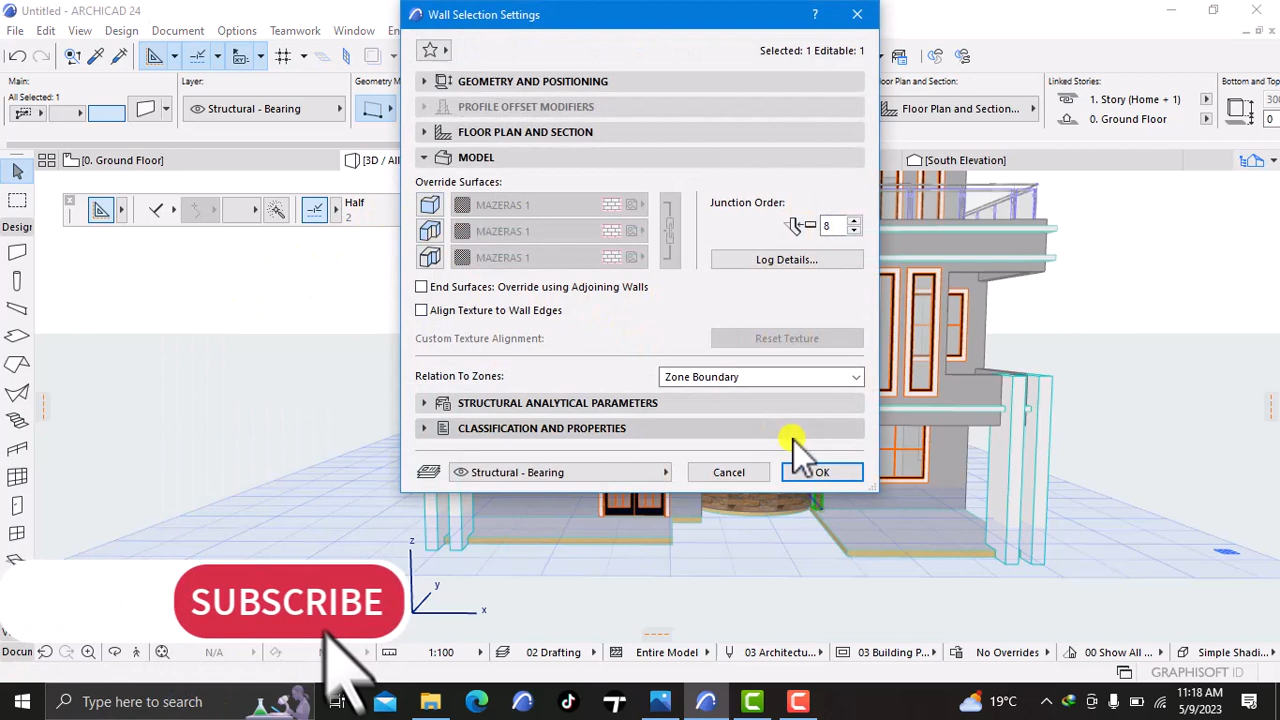 Untitled - ARCHICAD 24
File Edit View Design Document Options Teamwork Window
Wall Selection Settings
?
Selected: 1 Editable: 1
Main:
All Selected: 1
Layer:
Structural - Bearing
Geometry M
Floor Plan and Section:
Floor Plan and Section...
Linked Stories:
1. Story (Home + 1)
0. Ground Floor
Bottom and Top
300
0
[0. Ground Floor]
[3D / All
[South Elevation]
Half
2
Design
GEOMETRY AND POSITIONING
PROFILE OFFSET MODIFIERS
FLOOR PLAN AND SECTION
MODEL
Override Surfaces:
MAZERAS 1
MAZERAS 1
MAZERAS 1
Junction Order:
8
Log Details...
End Surfaces: Override using Adjoining Walls
Align Texture to Wall Edges
Custom Texture Alignment:
Reset Texture
Relation To Zones:
Zone Boundary
STRUCTURAL ANALYTICAL PARAMETERS
CLASSIFICATION AND PROPERTIES
Structural - Bearing
Cancel
OK
z
y
x
SUBSCRIBE
Docun
N/A
1:100
02 Drafting
Entire Model
03 Architectu...
03 Building P...
No Overrides
00 Show All ...
Simple Shadi...
GRAPHISOFT ID
Type here to search
19°C
11:18 AM
5/9/2023